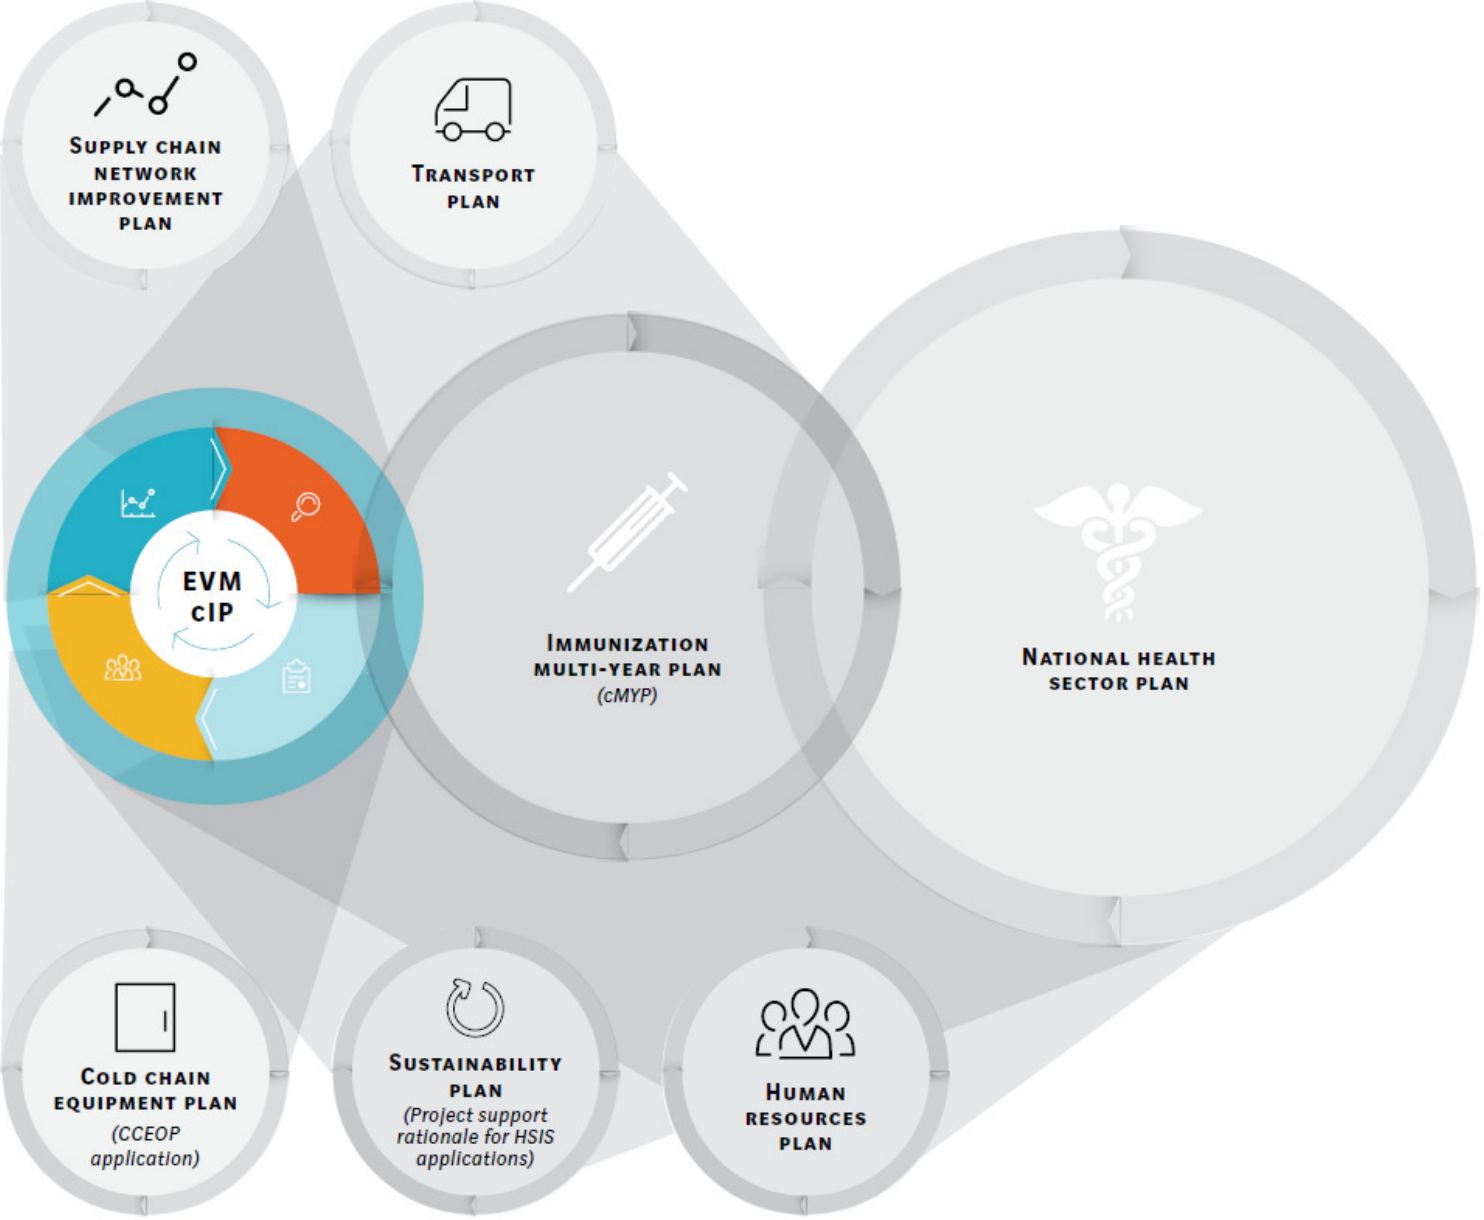 SUPPLY CHAIN
NETWORK
IMPROVEMENT
PLAN
TRANSPORT
PLAN
EVM
cIP
IMMUNIZATION
MULTI-YEAR PLAN
(cMYP)
NATIONAL HEALTH
SECTOR PLAN
COLD CHAIN
EQUIPMENT PLAN
(CCEOP
application)
SUSTAINABILITY
PLAN
(Project support
rationale for HSIS
applications)
HUMAN
RESOURCES
PLAN